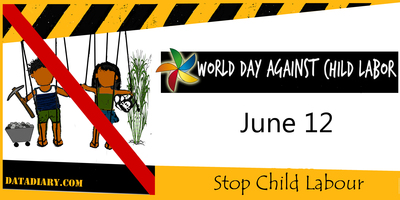 WORLD DAY AGAINST CHILD LABOR
June 12
DATADIARY.COM
Stop Child Labour